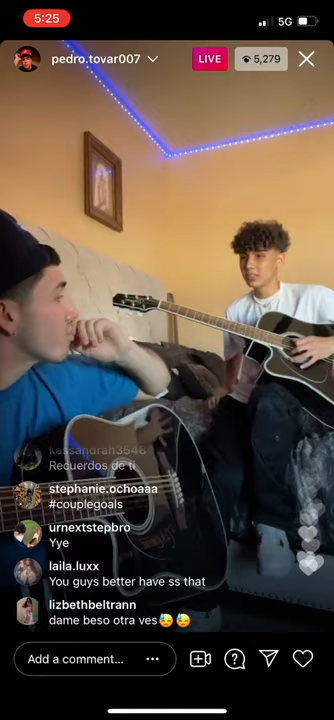 5:25
5G
pedro.tovar007
LIVE
5,279
kassandrah3548
Recuerdos de ti
stephanie.ochoaaa
#couplegoals
urnextstepbro
Yye
laila.luxx
You guys better have ss that
lizbethbeltrann
dame beso otra ves😓😓
Add a comment...